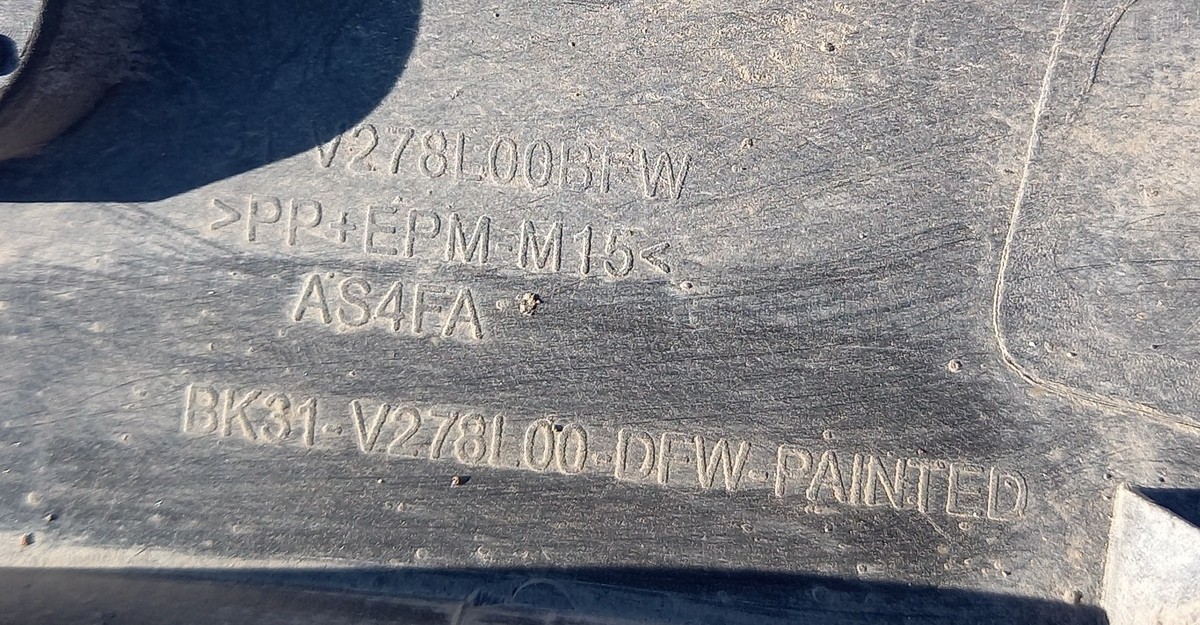 V278L00BFW
>PP+EPM-M15<
AS4FA
BK31-V278L00-DFW-PAINTED